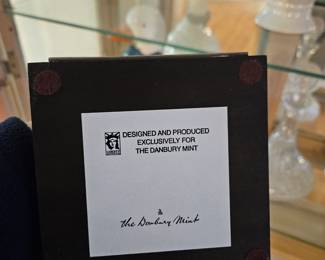 DESIGNED AND PRODUCED
EXCLUSIVELY FOR
THE DANBURY MINT
The Danbury Mint